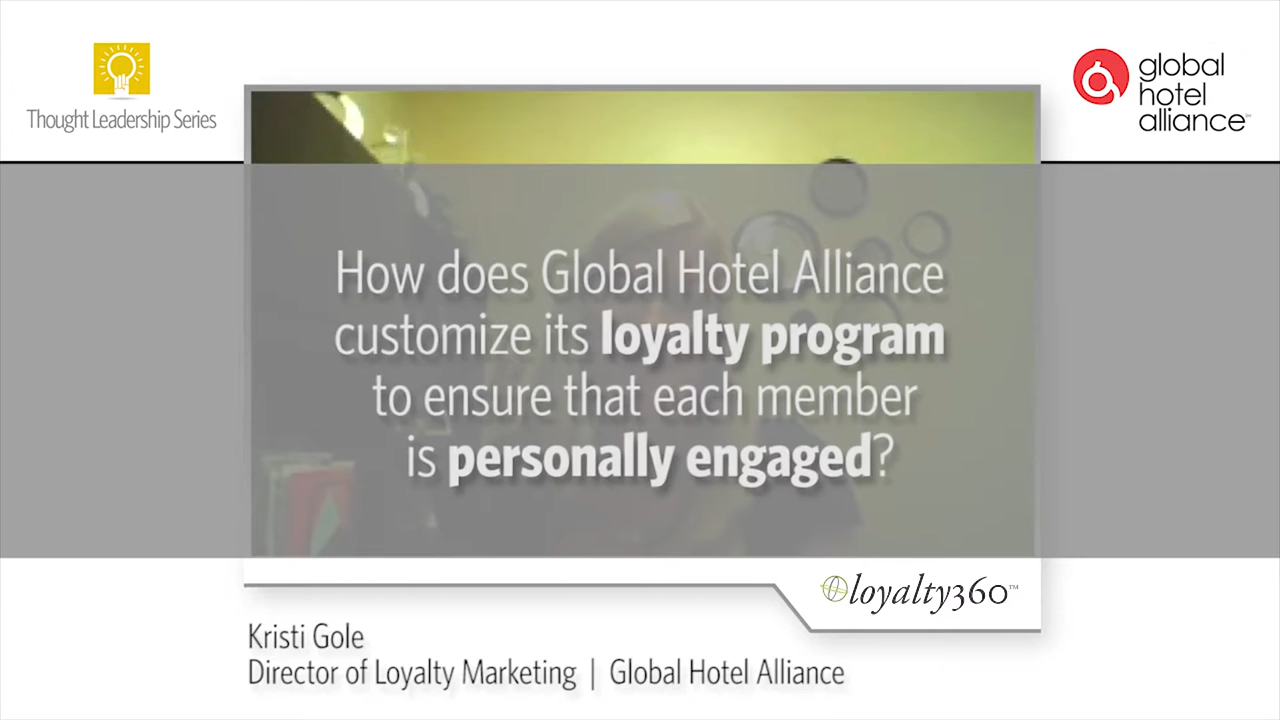 Thought Leadership Series
global
hotel
alliance
How does Global Hotel Alliance
customize its loyalty program
to ensure that each member
is personally engaged?
loyalty360™
Kristi Gole
Director of Loyalty Marketing | Global Hotel Alliance